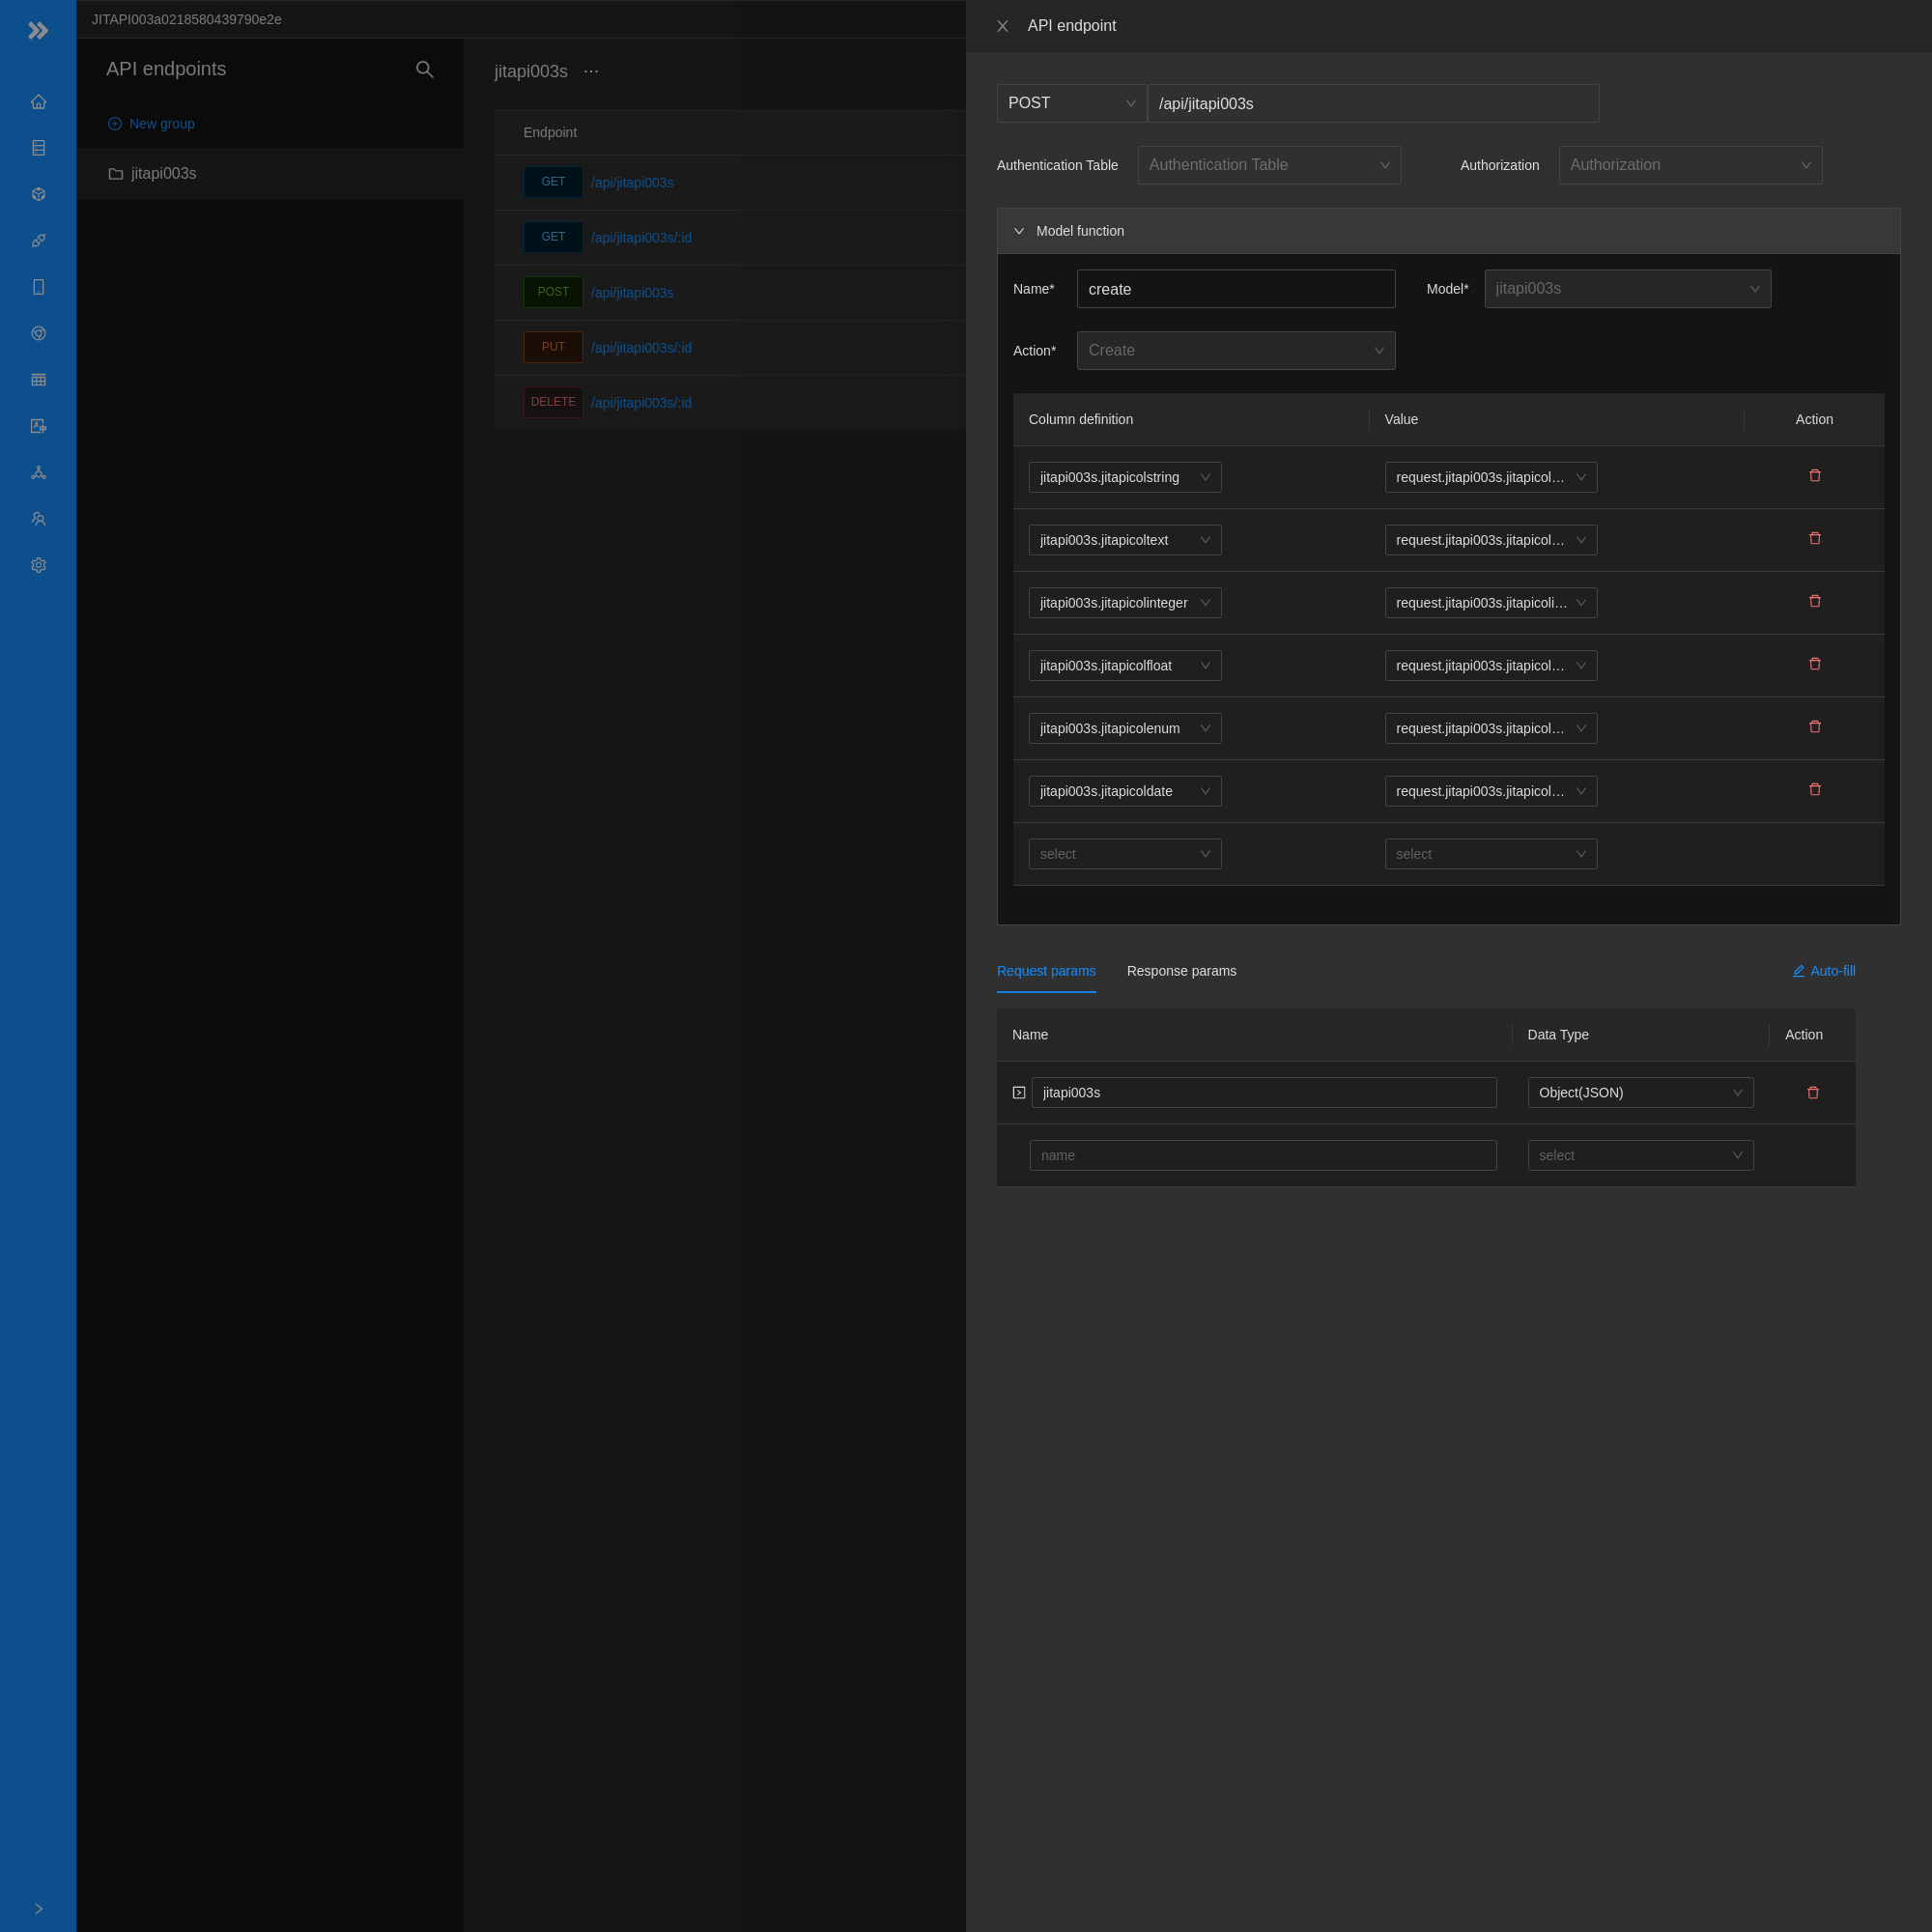 JITAPI003a0218580439790e2e
API endpoints
New group
jitapi003s
jitapi003s ...
Endpoint
GET /api/jitapi003s
GET /api/jitapi003s/:id
POST /api/jitapi003s
PUT /api/jitapi003s/:id
DELETE /api/jitapi003s/:id
API endpoint
POST /api/jitapi003s
Authentication Table Authentication Table Authorization Authorization
Model function
Name* create Model* jitapi003s
Action* Create
Column definition Value Action
jitapi003s.jitapicolstring request.jitapi003s.jitapicol...
jitapi003s.jitapicoltext request.jitapi003s.jitapicol...
jitapi003s.jitapicolinteger request.jitapi003s.jitapicoli...
jitapi003s.jitapicolfloat request.jitapi003s.jitapicol...
jitapi003s.jitapicolenum request.jitapi003s.jitapicol...
jitapi003s.jitapicoldate request.jitapi003s.jitapicol...
select select
Request params Response params Auto-fill
Name Data Type Action
jitapi003s Object(JSON)
name select